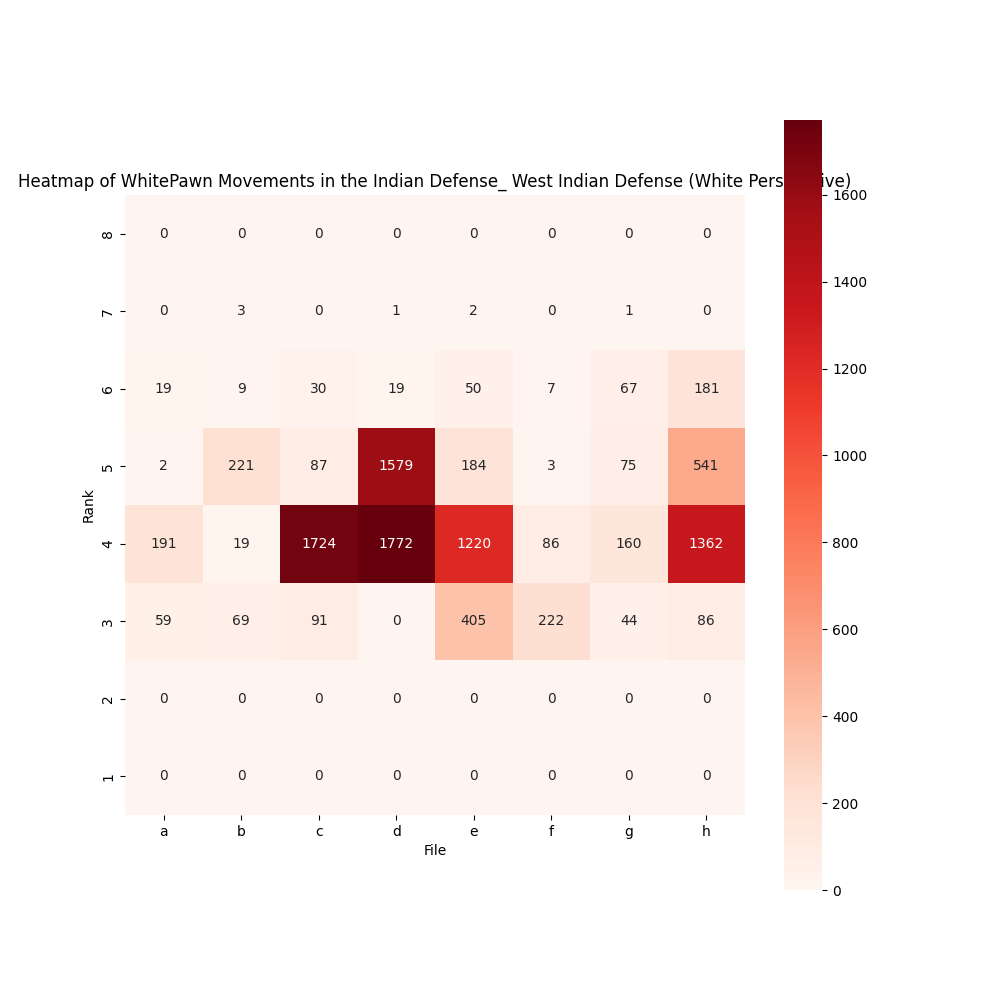 Heatmap of WhitePawn Movements in the Indian Defense_ West Indian Defense (White Pers ive)
8 0 0 0 0 0 0 0 0
7 0 3 0 1 2 0 1 0
6 19 9 30 19 50 7 67 181
5 2 221 87 1579 184 3 75 541
4 191 19 1724 1772 1220 86 160 1362
3 59 69 91 0 405 222 44 86
2 0 0 0 0 0 0 0 0
1 0 0 0 0 0 0 0 0
a b c d e f g h
File
Rank
1600
1400
1200
1000
800
600
400
200
0